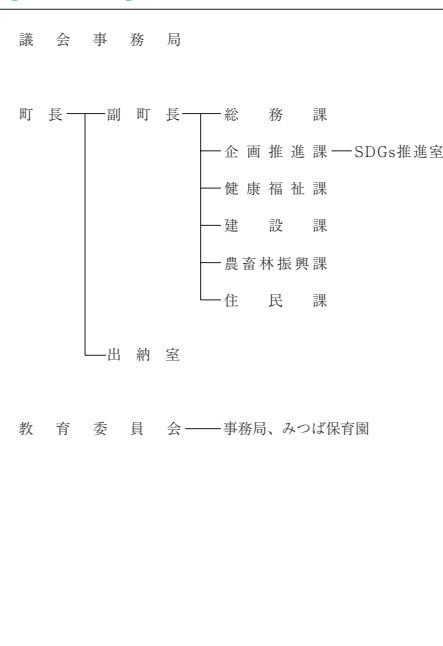 議会事務局
町長 副町長 総務課
企画推進課 SDGs推進室
健康福祉課
建設課
農畜林振興課
住民課
出納室
教育委員会 事務局、みつば保育園